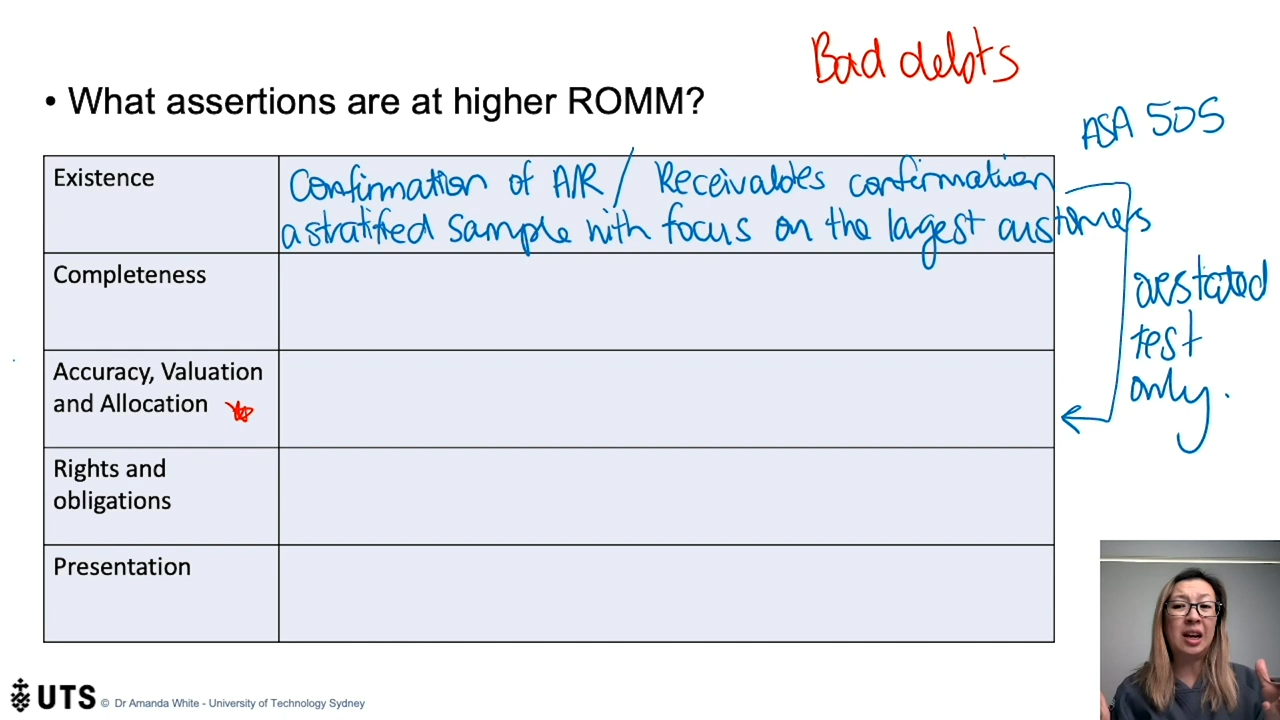 Bad debts
• What assertions are at higher ROMM?
ASA 505
Existence
Confirmation of A/R / Receivables confirmation
a stratified sample with focus on the largest customers
Completeness
overstated
test
only.
Accuracy, Valuation
and Allocation
Rights and
obligations
Presentation
UTS © Dr Amanda White - University of Technology Sydney